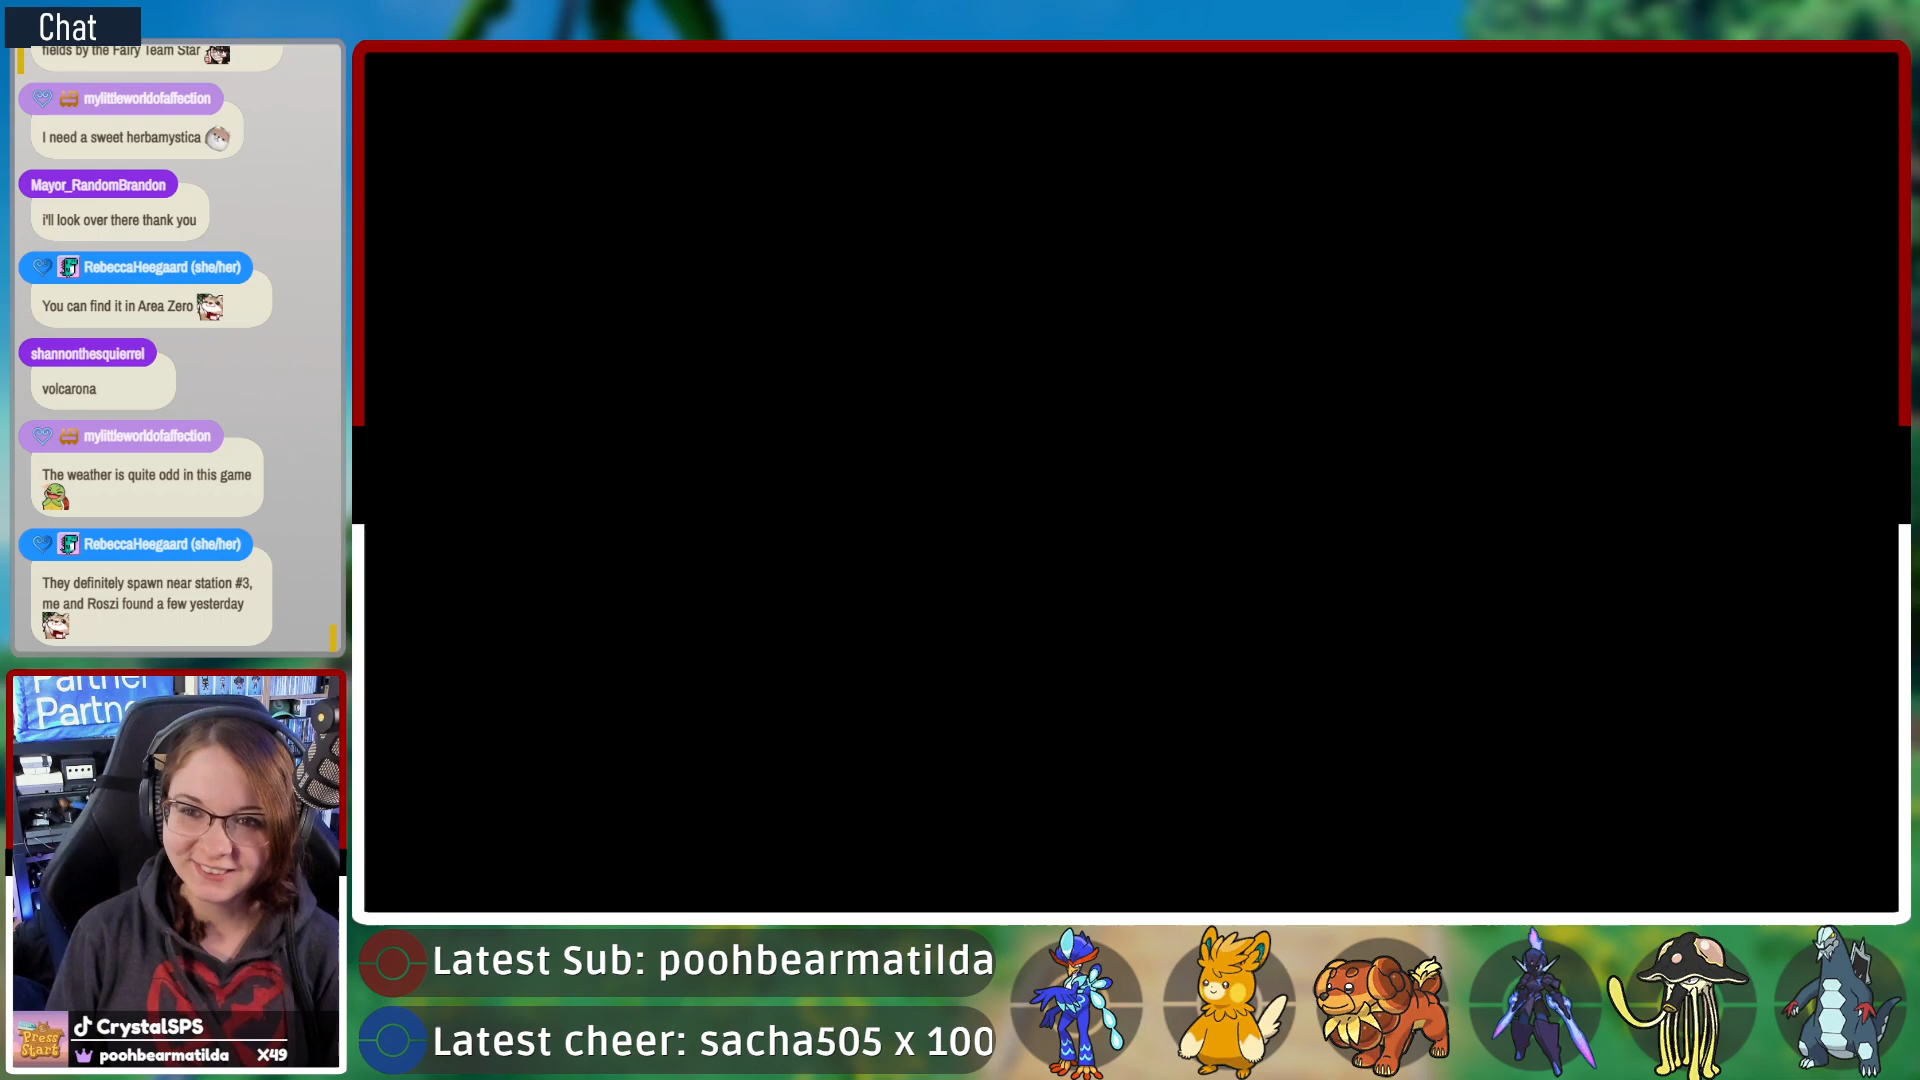 Chat
fields by the Fairy Team Star
mylittleworldofaffection
I need a sweet herbamystica
Mayor_RandomBrandon
i'll look over there thank you
RebeccaHeegaard (she/her)
You can find it in Area Zero
shannonthesquierrel
volcarona
mylittleworldofaffection
The weather is quite odd in this game
RebeccaHeegaard (she/her)
They definitely spawn near station #3,
me and Roszi found a few yesterday
Partner
Partne
Press
Start
CrystalSPS
poohbearmatilda X49
Latest Sub: poohbearmatilda
Latest cheer: sacha505 x 100